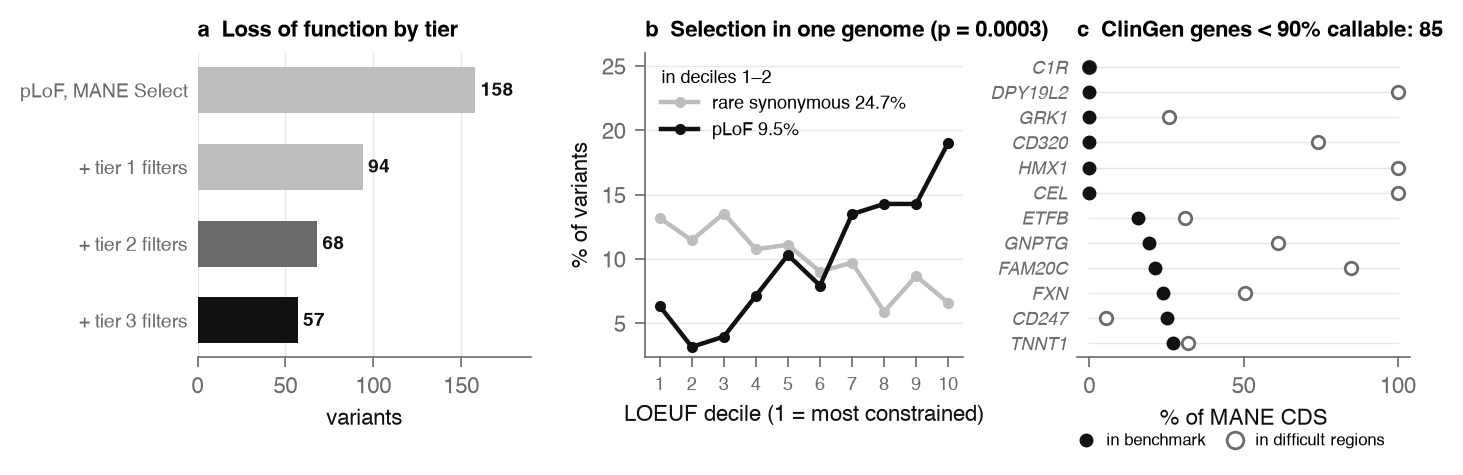 a Loss of function by tier
pLoF, MANE Select
158
+ tier 1 filters
94
+ tier 2 filters
68
+ tier 3 filters
57
0 50 100 150
variants
b Selection in one genome (p = 0.0003)
% of variants
25
20
15
10
5
in deciles 1–2
rare synonymous 24.7%
pLoF 9.5%
1 2 3 4 5 6 7 8 9 10
LOEUF decile (1 = most constrained)
c ClinGen genes < 90% callable: 85
C1R
DPY19L2
GRK1
CD320
HMX1
CEL
ETFB
GNPTG
FAM20C
FXN
CD247
TNNT1
0 50 100
% of MANE CDS
in benchmark in difficult regions